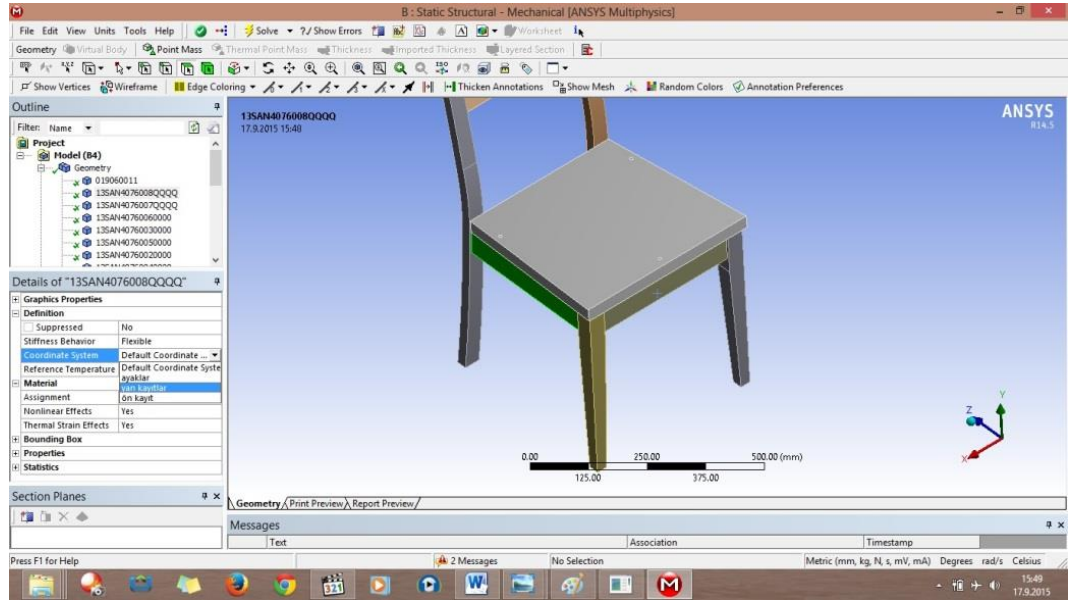 B : Static Structural - Mechanical [ANSYS Multiphysics]
File Edit View Units Tools Help Solve ?/ Show Errors Worksheet
Geometry Virtual Body Point Mass Thermal Point Mass Thickness Imported Thickness Layered Section
Show Vertices Wireframe Edge Coloring Thicken Annotations Show Mesh Random Colors Annotation Preferences
Outline
Filter: Name
Project
Model (B4)
Geometry
019060011
13SAN4076008QQQQ
13SAN4076007QQQQ
13SAN40760060000
13SAN40760030000
13SAN40760050000
13SAN40760020000
Details of "13SAN4076008QQQQ"
Graphics Properties
Definition
Suppressed No
Stiffness Behavior Flexible
Coordinate System Default Coordinate ...
Reference Temperature Default Coordinate Syste
ayaklar
Material
yan kayıtlar
Assignment ön kayıt
Nonlinear Effects Yes
Thermal Strain Effects Yes
Bounding Box
Properties
Statistics
Section Planes
13SAN4076008QQQQ
17.9.2015 15:48
ANSYS
R14.5
Y
Z
X
0.00 250.00 500.00 (mm)
125.00 375.00
Geometry Print Preview Report Preview
Messages
Text Association Timestamp
Press F1 for Help 2 Messages No Selection Metric (mm, kg, N, s, mV, mA) Degrees rad/s Celsius
321
15:49
17.9.2015